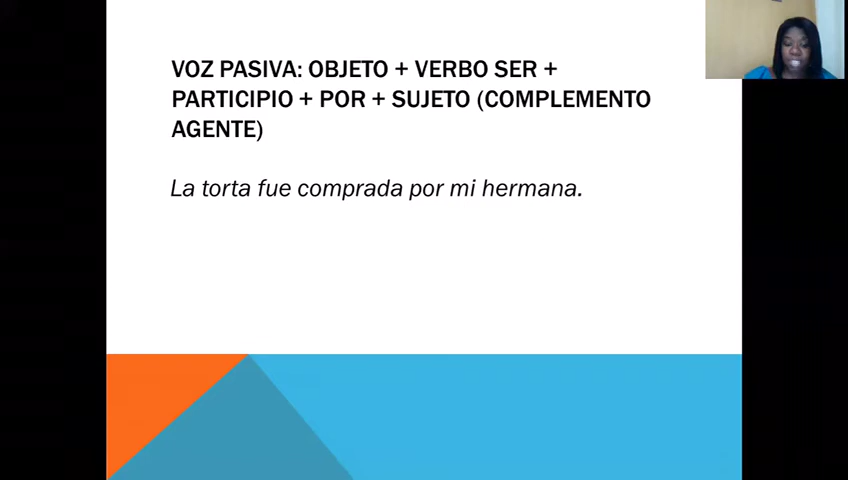 VOZ PASIVA: OBJETO + VERBO SER +
PARTICIPIO + POR + SUJETO (COMPLEMENTO
AGENTE)
La torta fue comprada por mi hermana.